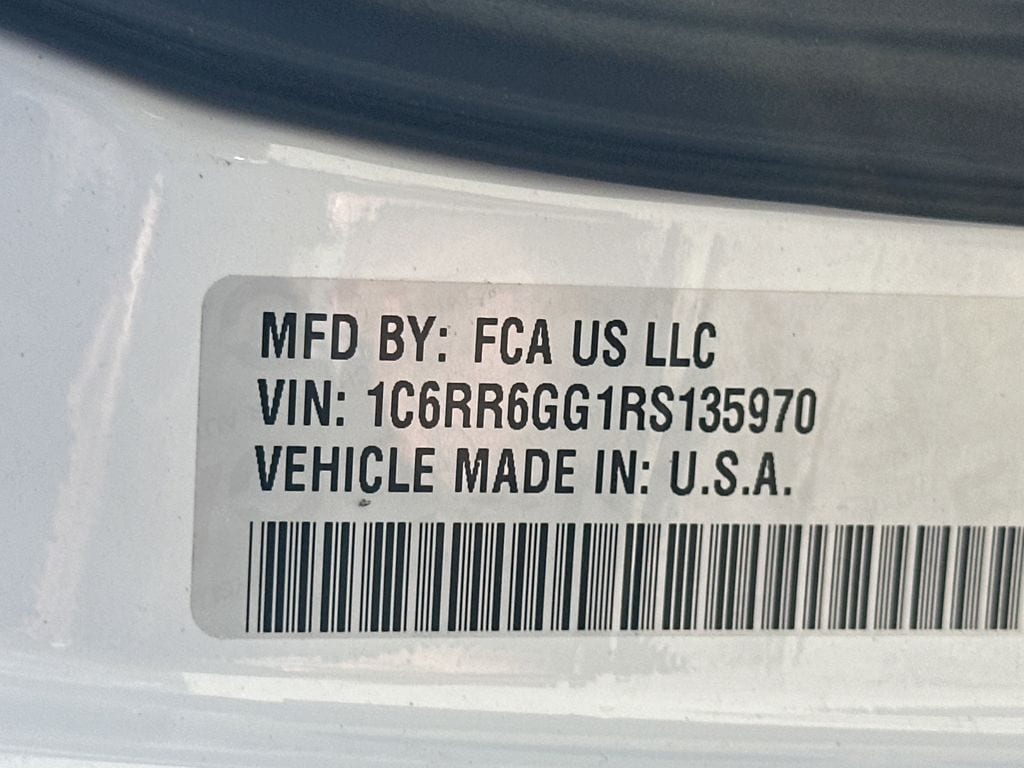 MFD BY: FCA US LLC
VIN: 1C6RR6GG1RS135970
VEHICLE MADE IN: U.S.A.